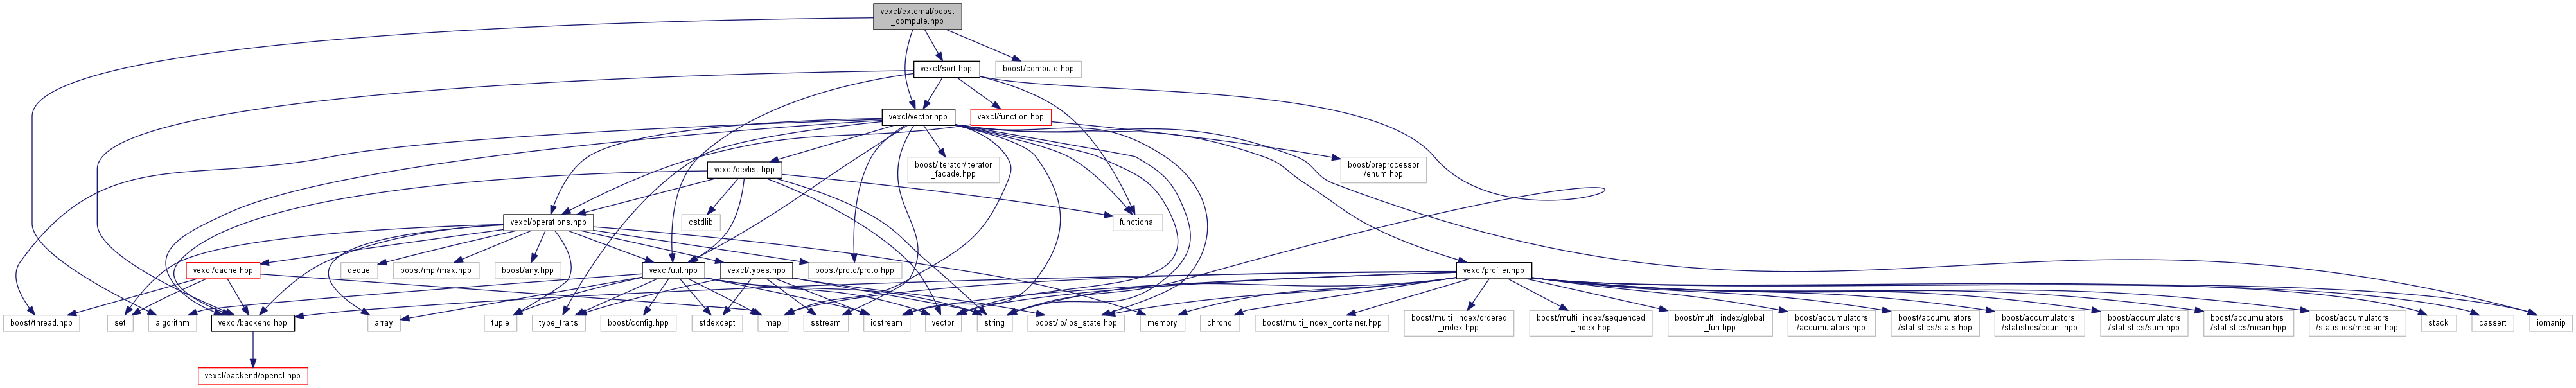 vexcl/external/boost
_compute.hpp
vexcl/sort.hpp
boost/compute.hpp
vexcl/vector.hpp
vexcl/function.hpp
vexcl/devlist.hpp
boost/iterator/iterator
_facade.hpp
boost/preprocessor
/enum.hpp
vexcl/operations.hpp
cstdlib
functional
vexcl/cache.hpp
deque
boost/mpl/max.hpp
boost/any.hpp
vexcl/util.hpp
vexcl/types.hpp
boost/proto/proto.hpp
vexcl/profiler.hpp
boost/thread.hpp
set
algorithm
vexcl/backend.hpp
array
tuple
type_traits
boost/config.hpp
stdexcept
map
sstream
iostream
vector
string
boost/io/ios_state.hpp
memory
chrono
boost/multi_index_container.hpp
boost/multi_index/ordered
_index.hpp
boost/multi_index/sequenced
_index.hpp
boost/multi_index/global
_fun.hpp
boost/accumulators
/accumulators.hpp
boost/accumulators
/statistics/stats.hpp
boost/accumulators
/statistics/count.hpp
boost/accumulators
/statistics/sum.hpp
boost/accumulators
/statistics/mean.hpp
boost/accumulators
/statistics/median.hpp
stack
cassert
iomanip
vexcl/backend/opencl.hpp